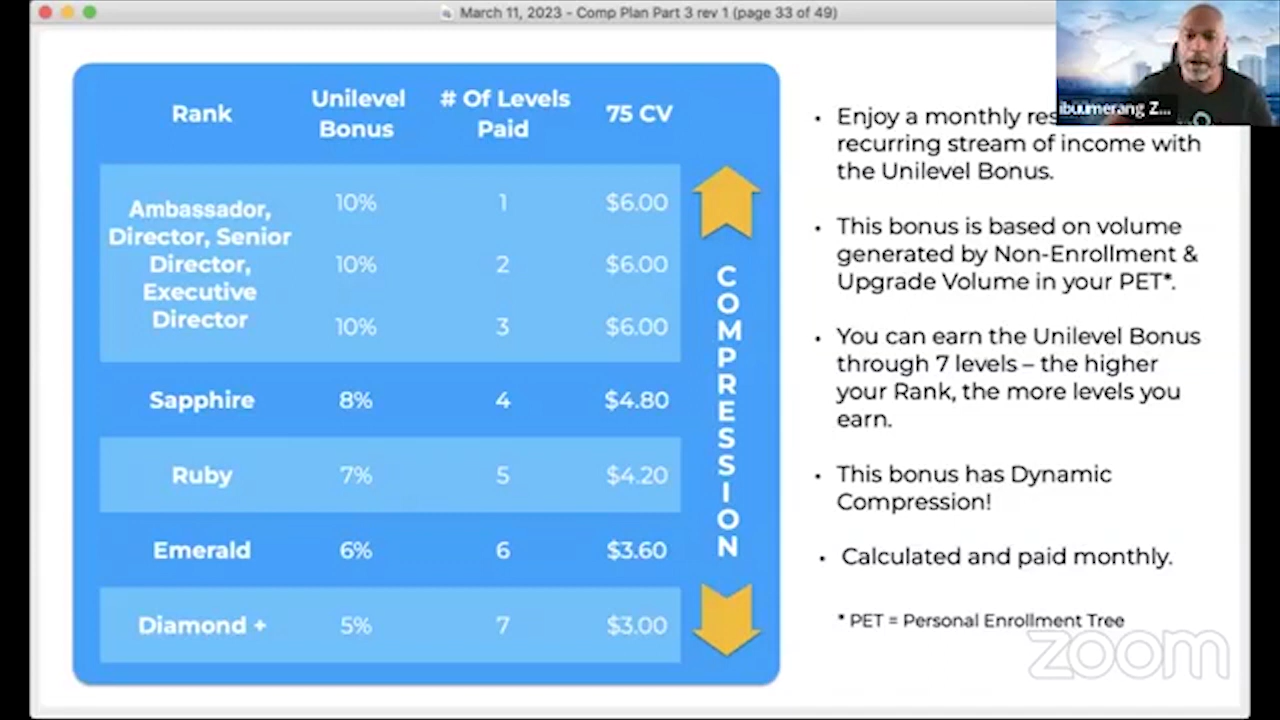 March 11, 2023 - Comp Plan Part 3 rev 1 (page 33 of 49)
ibuumerang Z...
Rank
Unilevel
Bonus
# Of Levels
Paid
75 CV
Ambassador,
Director, Senior
Director,
Executive
Director
10% 1 $6.00
10% 2 $6.00
10% 3 $6.00
Sapphire 8% 4 $4.80
Ruby 7% 5 $4.20
Emerald 6% 6 $3.60
Diamond + 5% 7 $3.00
COMPRESSION
• Enjoy a monthly
recurring stream of income with
the Unilevel Bonus.
• This bonus is based on volume
generated by Non-Enrollment &
Upgrade Volume in your PET*.
• You can earn the Unilevel Bonus
through 7 levels – the higher
your Rank, the more levels you
earn.
• This bonus has Dynamic
Compression!
• Calculated and paid monthly.
* PET = Personal Enrollment Tree
zoom